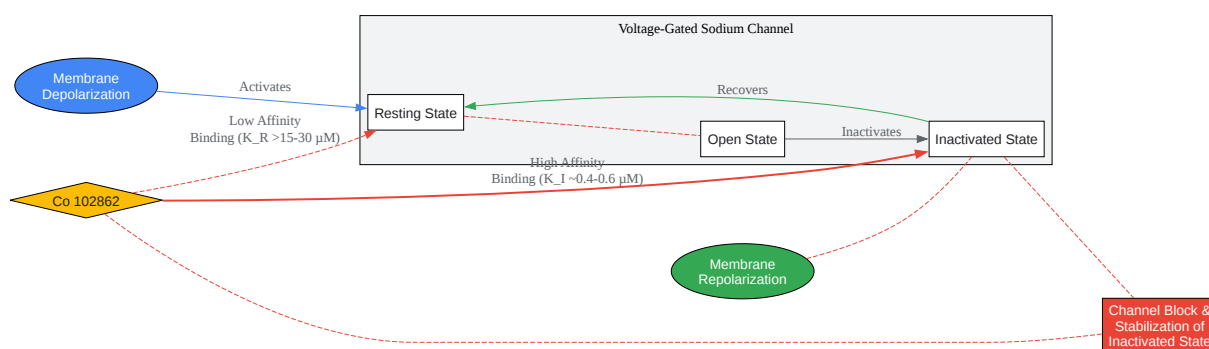 Voltage-Gated Sodium Channel
Membrane
Depolarization
Activates
Resting State
Recovers
Low Affinity
Binding (K_R >15-30 µM)
Open State
Inactivates
Inactivated State
High Affinity
Binding (K_I ~0.4-0.6 µM)
Co 102862
Membrane
Repolarization
Channel Block &
Stabilization of
Inactivated State